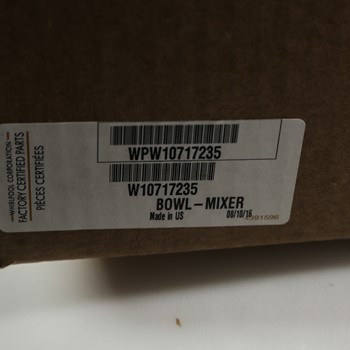 WHIRLPOOL CORPORATION
FACTORY CERTIFIED PARTS
PIÈCES CERTIFIÉES
WPW10717235
W10717235
BOWL-MIXER
Made in US 08/10/16